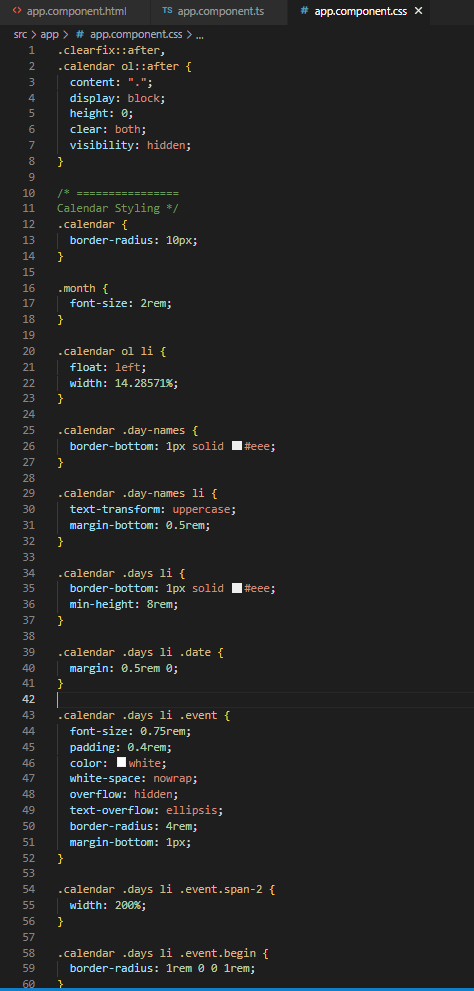 <> app.component.html TS app.component.ts # app.component.css ×
src > app > # app.component.css > ...
1 .clearfix::after,
2 .calendar ol::after {
3 content: ".";
4 display: block;
5 height: 0;
6 clear: both;
7 visibility: hidden;
8 }
9
10 /* ================
11 Calendar Styling */
12 .calendar {
13 border-radius: 10px;
14 }
15
16 .month {
17 font-size: 2rem;
18 }
19
20 .calendar ol li {
21 float: left;
22 width: 14.28571%;
23 }
24
25 .calendar .day-names {
26 border-bottom: 1px solid #eee;
27 }
28
29 .calendar .day-names li {
30 text-transform: uppercase;
31 margin-bottom: 0.5rem;
32 }
33
34 .calendar .days li {
35 border-bottom: 1px solid #eee;
36 min-height: 8rem;
37 }
38
39 .calendar .days li .date {
40 margin: 0.5rem 0;
41 }
42
43 .calendar .days li .event {
44 font-size: 0.75rem;
45 padding: 0.4rem;
46 color: white;
47 white-space: nowrap;
48 overflow: hidden;
49 text-overflow: ellipsis;
50 border-radius: 4rem;
51 margin-bottom: 1px;
52 }
53
54 .calendar .days li .event.span-2 {
55 width: 200%;
56 }
57
58 .calendar .days li .event.begin {
59 border-radius: 1rem 0 0 1rem;
60 }